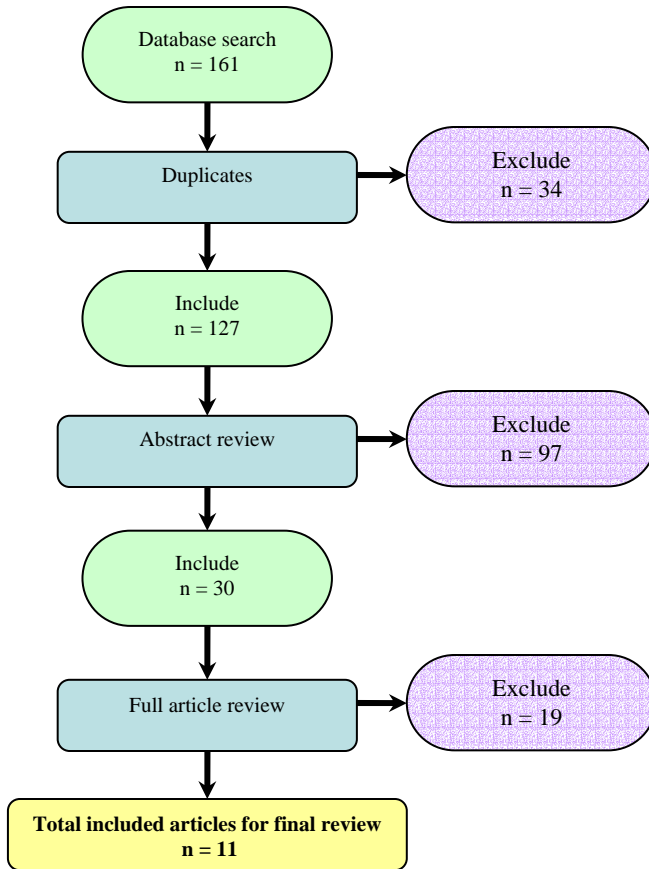 Database search
n = 161
Duplicates
Exclude
n = 34
Include
n = 127
Abstract review
Exclude
n = 97
Include
n = 30
Full article review
Exclude
n = 19
Total included articles for final review
n = 11